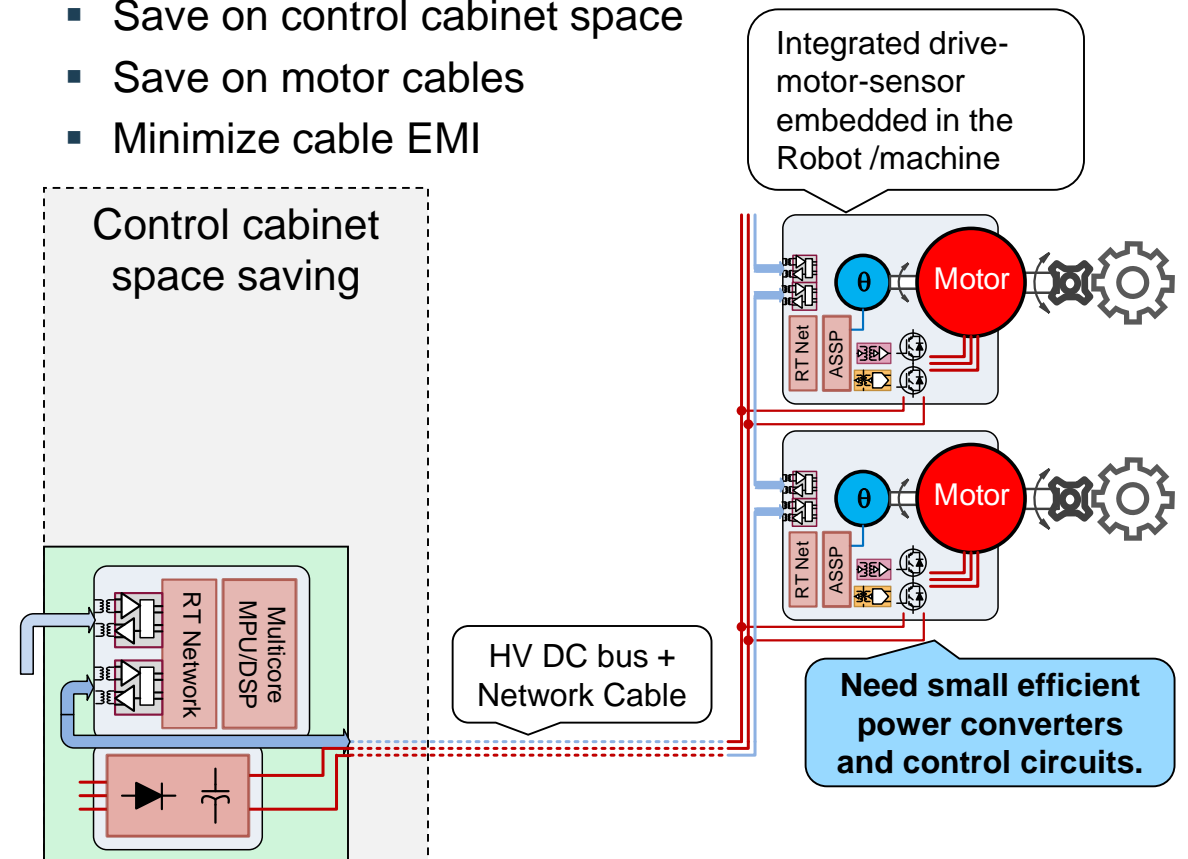 ▪ Save on control cabinet space
▪ Save on motor cables
▪ Minimize cable EMI
Integrated drive-
motor-sensor
embedded in the
Robot /machine
Control cabinet
space saving
θ
Motor
RT Net
ASSP
θ
Motor
RT Net
ASSP
RT Network
Multicore
MPU/DSP
HV DC bus +
Network Cable
Need small efficient
power converters
and control circuits.